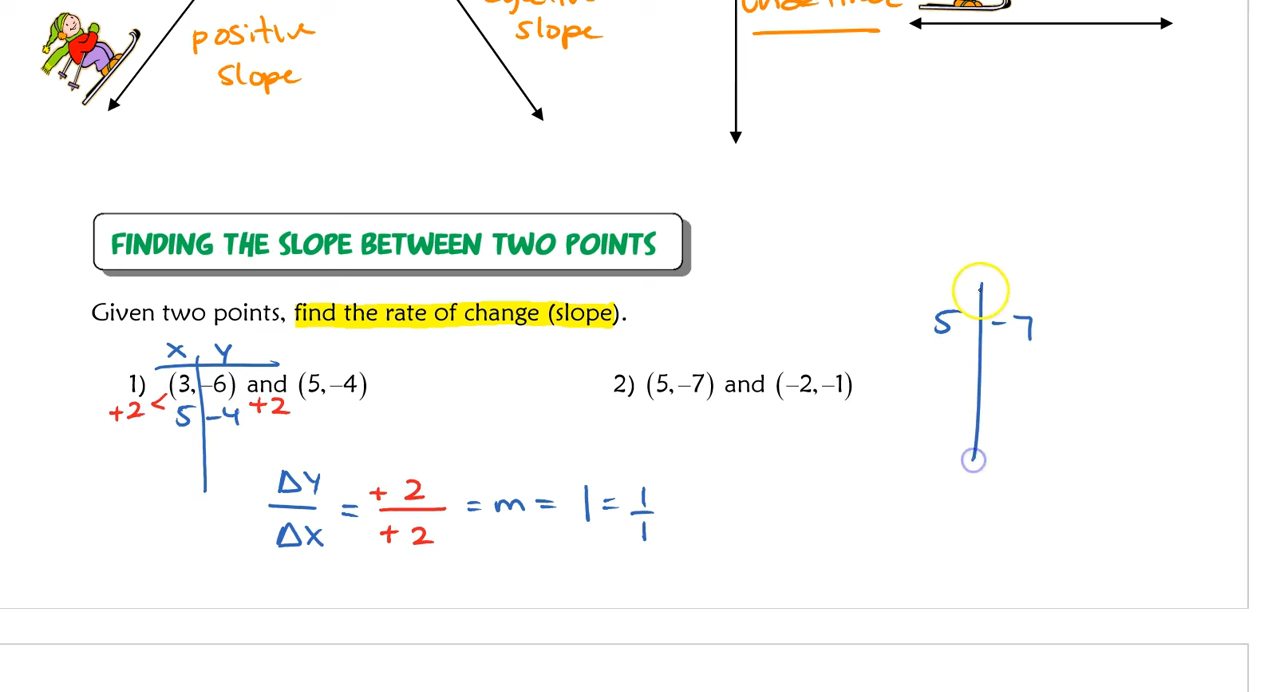 positive
slope
slope
FINDING THE SLOPE BETWEEN TWO POINTS
Given two points, find the rate of change (slope).
x, y
1) (3,–6) and (5,–4)
+2 < 5 -4 +2
ΔY
ΔX
= +2
+2
= m = 1 = 1
1
2) (5,–7) and (–2,–1)
5 -7